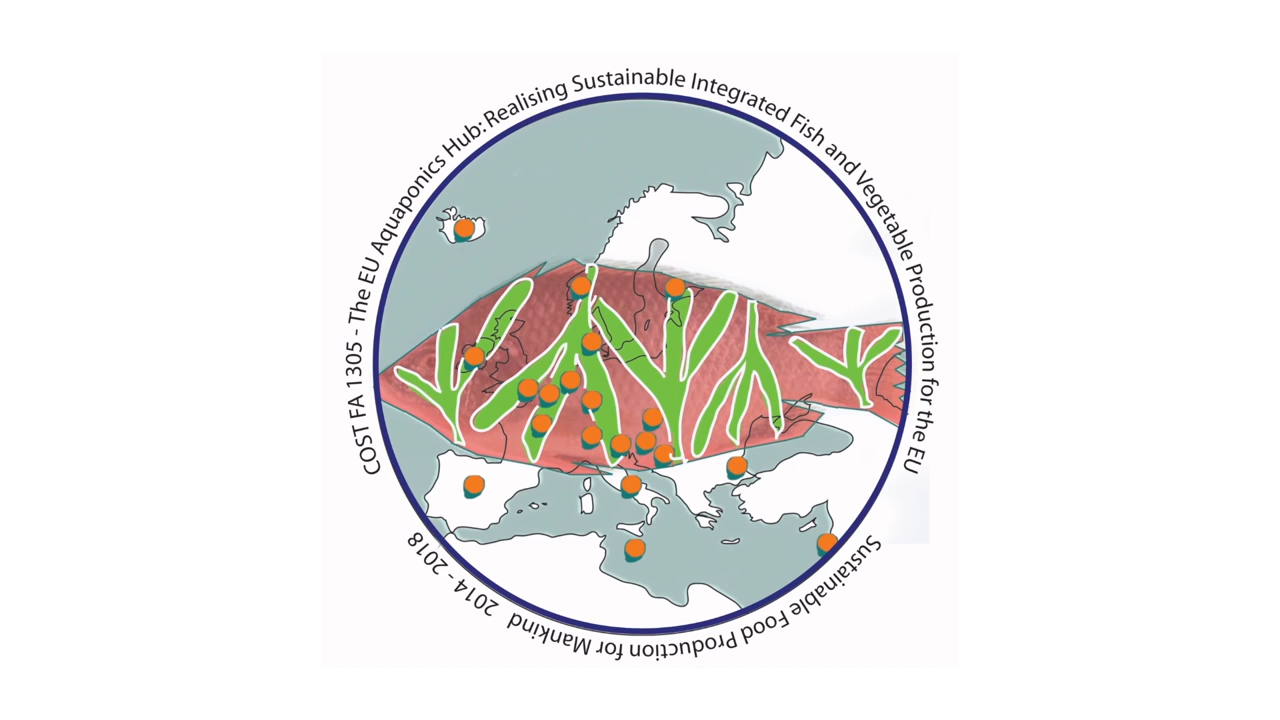 COST FA 1305 - The EU Aquaponics Hub: Realising Sustainable Integrated Fish and Vegetable Production for the EU
Sustainable Food Production for Mankind 2014 - 2018